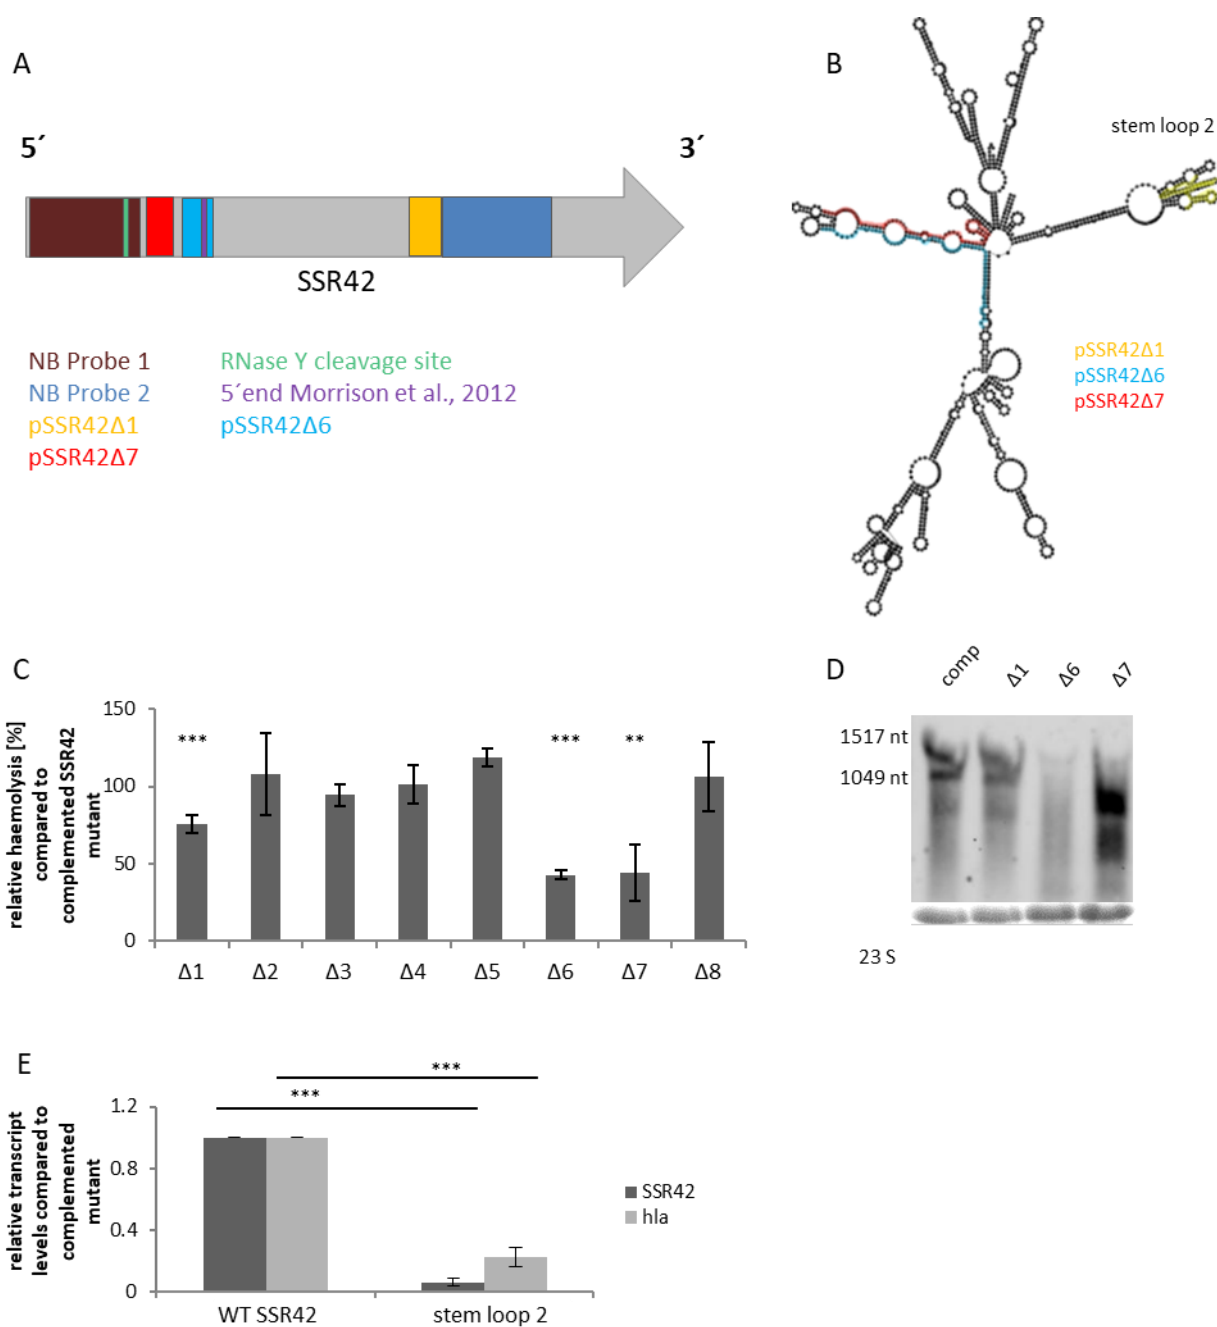 A
B
5´
3´
stem loop 2
SSR42
NB Probe 1
RNase Y cleavage site
NB Probe 2
5´end Morrison et al., 2012
pSSR42Δ1
pSSR42Δ6
pSSR42Δ7
pSSR42Δ1
pSSR42Δ6
pSSR42Δ7
C
relative haemolysis [%]
compared to
complemented SSR42
mutant
150
100
50
0
*** *** **
Δ1 Δ2 Δ3 Δ4 Δ5 Δ6 Δ7 Δ8
D
comp Δ1 Δ6 Δ7
1517 nt
1049 nt
23 S
E
relative transcript
levels compared to
complemented
mutant
***
***
1.2
0.8
0.4
0
WT SSR42 stem loop 2
SSR42
hla